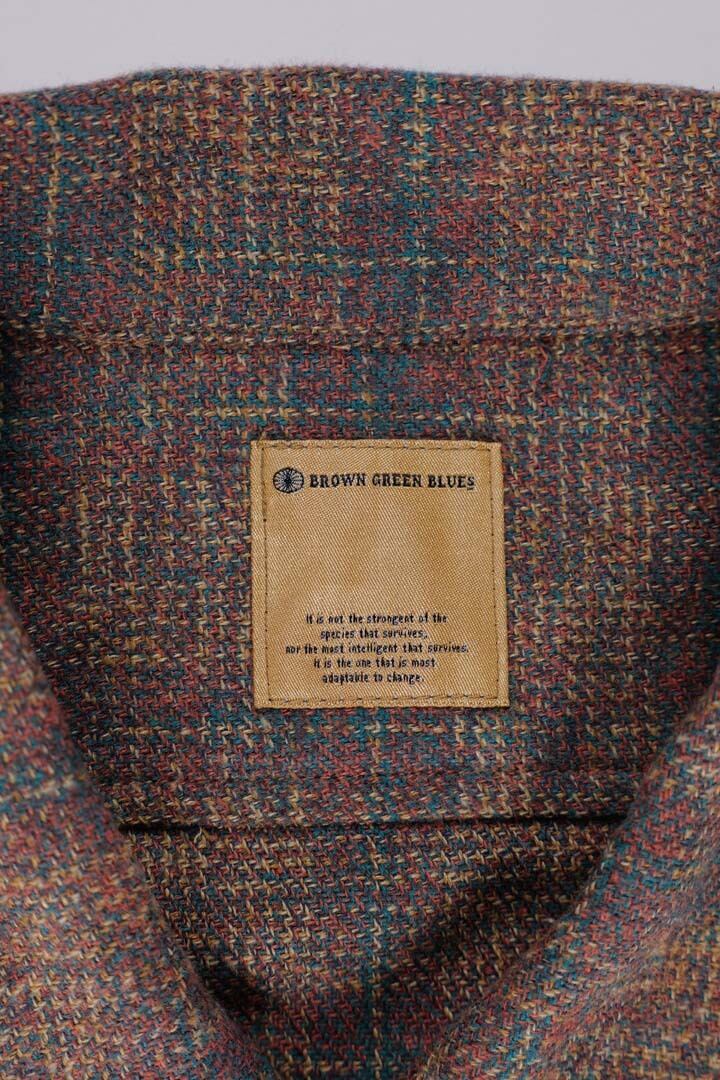 BROWN GREEN BLUES
It is not the strongent of the
species that survives,
nor the most intelligent that survives.
It is the one that is most
adaptable to change.